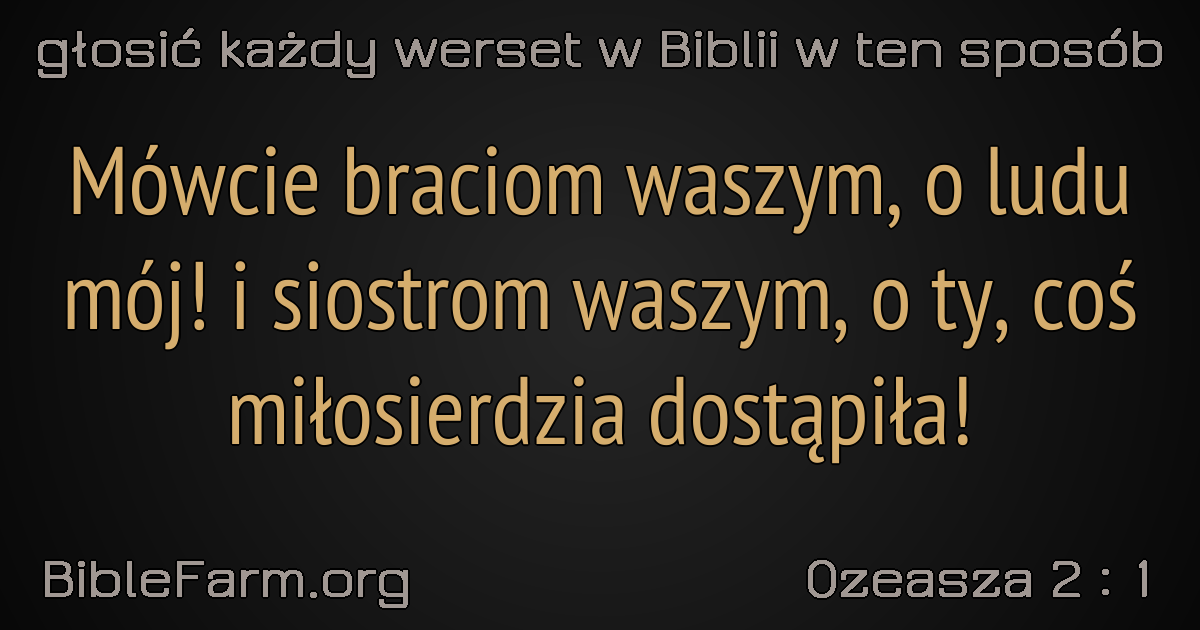 głosić każdy werset w Biblii w ten sposób
Mówcie braciom waszym, o ludu
mój! i siostrom waszym, o ty, coś
miłosierdzia dostąpiła!
BibleFarm.org
Ozeasza 2 : 1